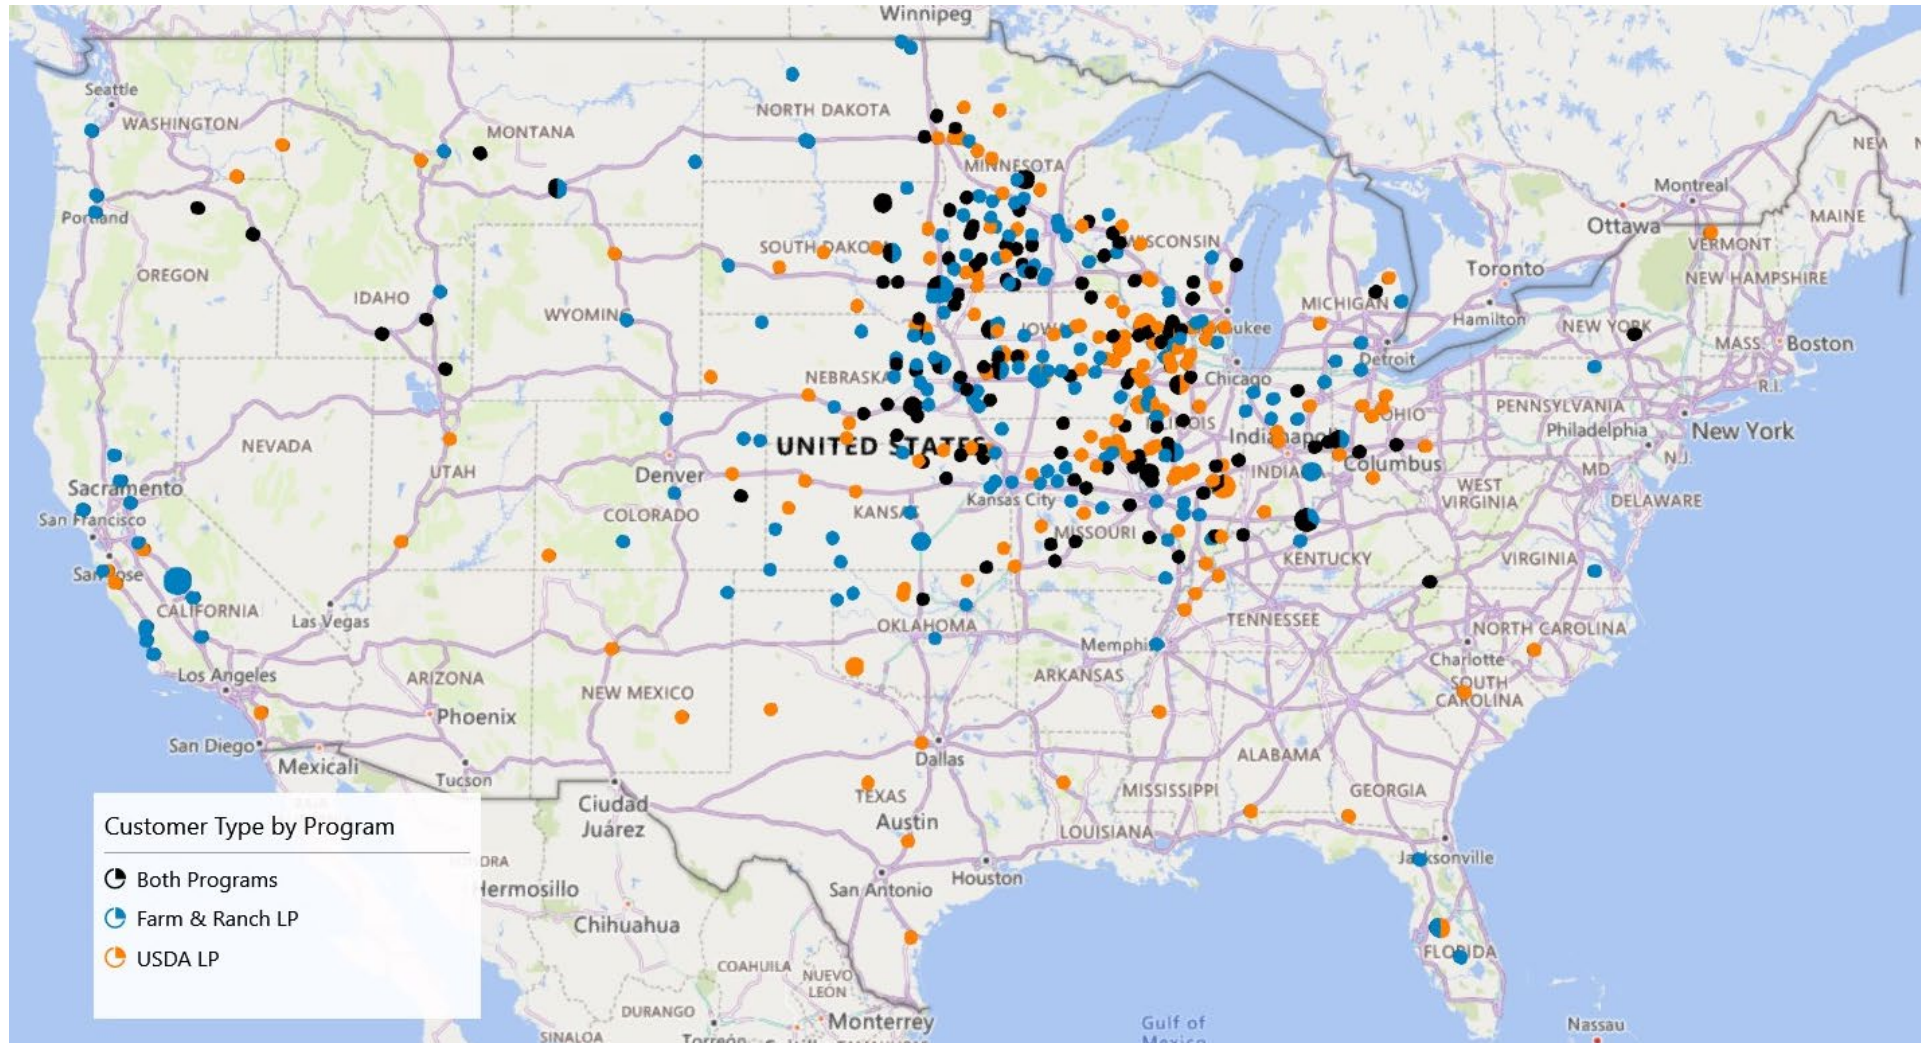 Winnipeg
Seattle
WASHINGTON
MONTANA
NORTH DAKOTA
MINNESOTA
Montreal
Ottawa
MAINE
Portland
OREGON
IDAHO
WYOMING
SOUTH DAKO
WISCONSIN
VERMONT
NEW HAMPSHIRE
Toronto
Hamilton
MICHIGAN
NEW YORK
MASS
Boston
R.I.
IOWA
Detroit
Chicago
NEBRASKA
NEVADA
UTAH
UNITED STATES
ILLINOIS
OHIO
PENNSYLVANIA
Philadelphia
New York
N.J.
Sacramento
San Francisco
Denver
COLORADO
KANSAS
Kansas City
Indianapol
INDIANA
Columbus
WEST
VIRGINIA
MD
DELAWARE
MISSOURI
KENTUCKY
VIRGINIA
San Jose
CALIFORNIA
Las Vegas
OKLAHOMA
TENNESSEE
NORTH CAROLINA
Memphis
Charlotte
Los Angeles
ARIZONA
NEW MEXICO
ARKANSAS
SOUTH
CAROLINA
Phoenix
San Diego
Mexicali
Tucson
Dallas
ALABAMA
MISSISSIPPI
GEORGIA
TEXAS
Austin
LOUISIANA
Ciudad
Juárez
Customer Type by Program
Both Programs
Farm & Ranch LP
USDA LP
Hermosillo
Chihuahua
San Antonio
Houston
Jacksonville
FLORIDA
COAHUILA
NUEVO
LEÓN
DURANGO
SINALOA
Torreón
Monterrey
Gulf of
Mexico
Nassau